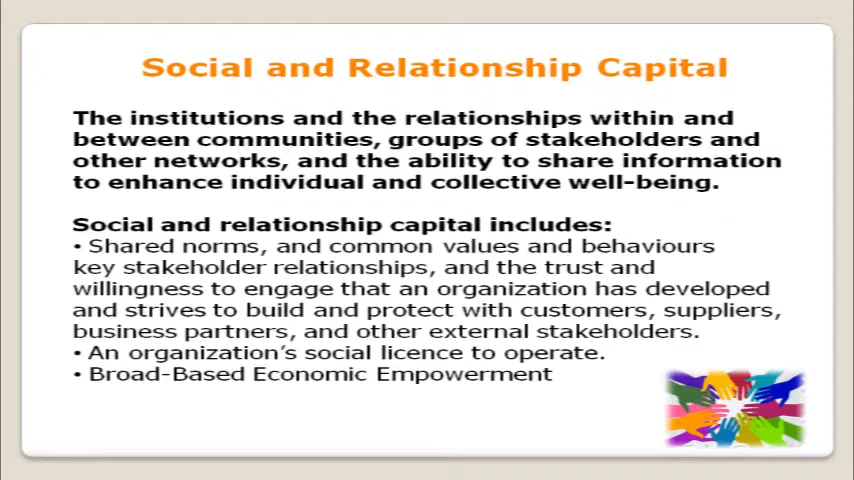 Social and Relationship Capital
The institutions and the relationships within and
between communities, groups of stakeholders and
other networks, and the ability to share information
to enhance individual and collective well-being.
Social and relationship capital includes:
• Shared norms, and common values and behaviours
key stakeholder relationships, and the trust and
willingness to engage that an organization has developed
and strives to build and protect with customers, suppliers,
business partners, and other external stakeholders.
• An organization's social licence to operate.
• Broad-Based Economic Empowerment